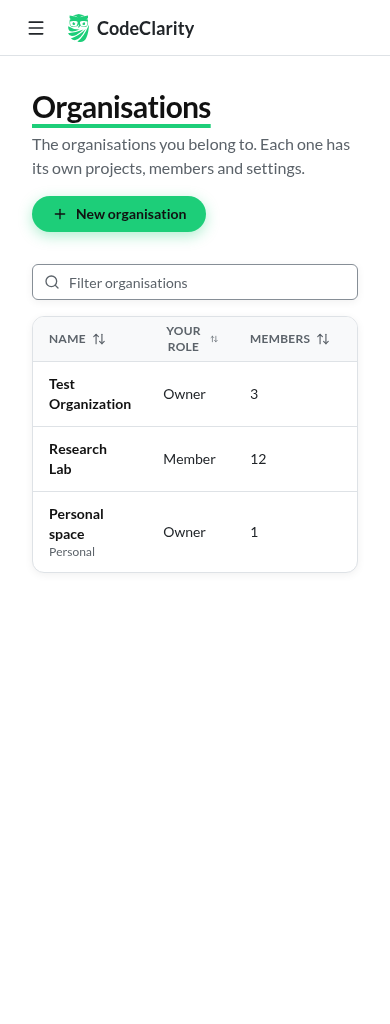 CodeClarity
Organisations
The organisations you belong to. Each one has
its own projects, members and settings.
New organisation
Filter organisations
NAME YOUR ROLE MEMBERS
Test Organization Owner 3
Research Lab Member 12
Personal space Owner 1
Personal